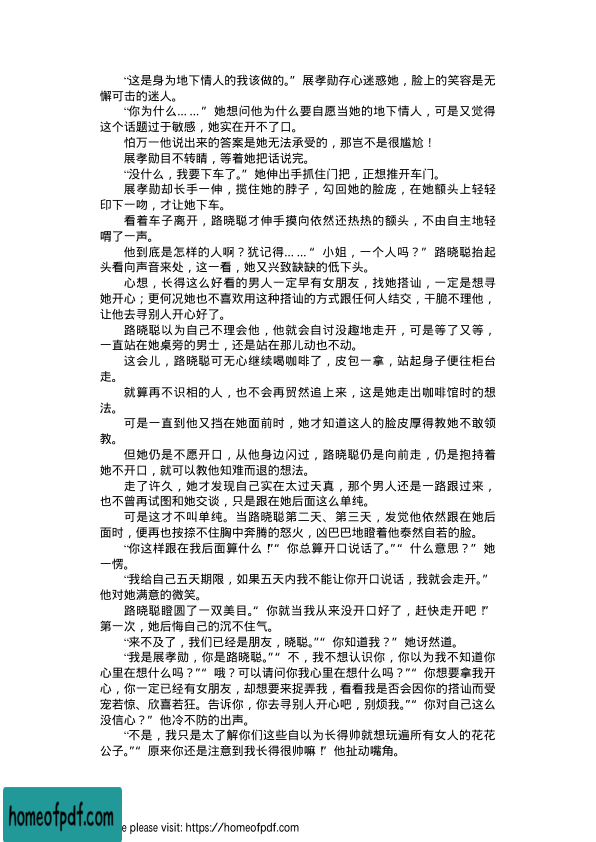 “这是身为地下情人的我该做的。”展孝勋存心迷惑她，脸上的笑容是无
懈可击的迷人。
“你为什么……”她想问他为什么要自愿当她的地下情人，可是又觉得
这个话题过于敏感，她实在开不了口。
怕万一他说出来的答案是她无法承受的，那岂不是很尴尬！
展孝勋目不转睛，等着她把话说完。
“没什么，我要下车了。”她伸出手抓住门把，正想推开车门。
展孝勋却长手一伸，揽住她的脖子，勾回她的脸庞，在她额头上轻轻
印下一吻，才让她下车。
看着车子离开，路晓聪才伸手摸向依然还热热的额头，不由自主地轻
喟了一声。
他到底是怎样的人啊？犹记得……“小姐，一个人吗？”路晓聪抬起
头看向声音来处，这一看，她又兴致缺缺的低下头。
心想，长得这么好看的男人一定早有女朋友，找她搭讪，一定是想寻
她开心；更何况她也不喜欢用这种搭讪的方式跟任何人结交，干脆不理他，
让他去寻别人开心好了。
路晓聪以为自己不理会他，他就会自讨没趣地走开，可是等了又等，
一直站在她桌旁的男士，还是站在那儿动也不动。
这会儿，路晓聪可无心继续喝咖啡了，皮包一拿，站起身子便往柜台
走。
就算再不识相的人，也不会再贸然追上来，这是她走出咖啡馆时的想
法。
可是一直到他又挡在她面前时，她才知道这人的脸皮厚得教她不敢领
教。
但她仍是不愿开口，从他身边闪过，路晓聪仍是向前走，仍是抱持着
她不开口，就可以教他知难而退的想法。
走了许久，她才发现自己实在太过天真，那个男人还是一路跟过来，
也不曾再试图和她交谈，只是跟在她后面这么单纯。
可是这才不叫单纯。当路晓聪第二天、第三天，发觉他依然跟在她后
面时，便再也按捺不住胸中奔腾的怒火，凶巴巴地瞪着他泰然自若的脸。
“你这样跟在我后面算什么！”“你总算开口说话了。”“什么意思？”她
一愣。
“我给自己五天期限，如果五天内我不能让你开口说话，我就会走开。”
他对她满意的微笑。
路晓聪瞪圆了一双美目。“你就当我从来没开口好了，赶快走开吧！”
第一次，她后悔自己的沉不住气。
“来不及了，我们已经是朋友，晓聪。”“你知道我？”她讶然道。
“我是展孝勋，你是路晓聪。”“不，我不想认识你，你以为我不知道你
心里在想什么吗？”“哦？可以请问你我心里在想什么吗？”“你想要拿我开
心，你一定已经有女朋友，却想要来捉弄我，看看我是否会因你的搭讪而受
宠若惊、欣喜若狂。告诉你，你去寻别人开心吧，别烦我。”“你对自己这么
没信心？”他冷不防的出声。
“不是，我只是太了解你们这些自以为长得帅就想玩遍所有女人的花花
公子。”“原来你还是注意到我长得很帅嘛！”他扯动嘴角。
homeofpdf.com
e please visit: https://homeofpdf.com